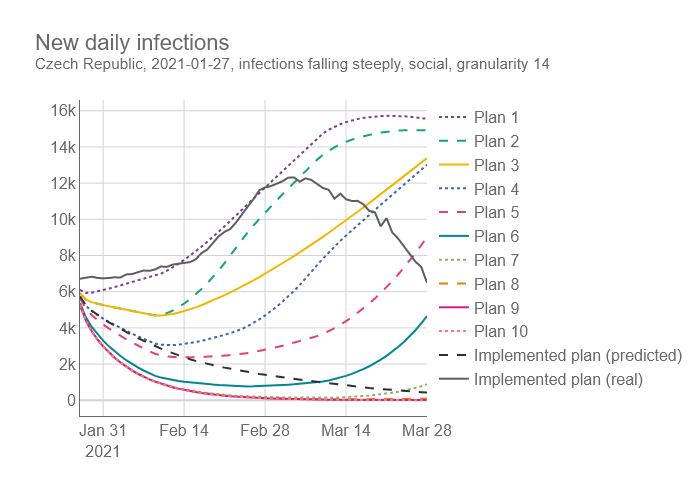 New daily infections
Czech Republic, 2021-01-27, infections falling steeply, social, granularity 14
16k
14k
12k
10k
8k
6k
4k
2k
0
Jan 31
2021
Feb 14
Feb 28
Mar 14
Mar 28
Plan 1
Plan 2
Plan 3
Plan 4
Plan 5
Plan 6
Plan 7
Plan 8
Plan 9
Plan 10
Implemented plan (predicted)
Implemented plan (real)